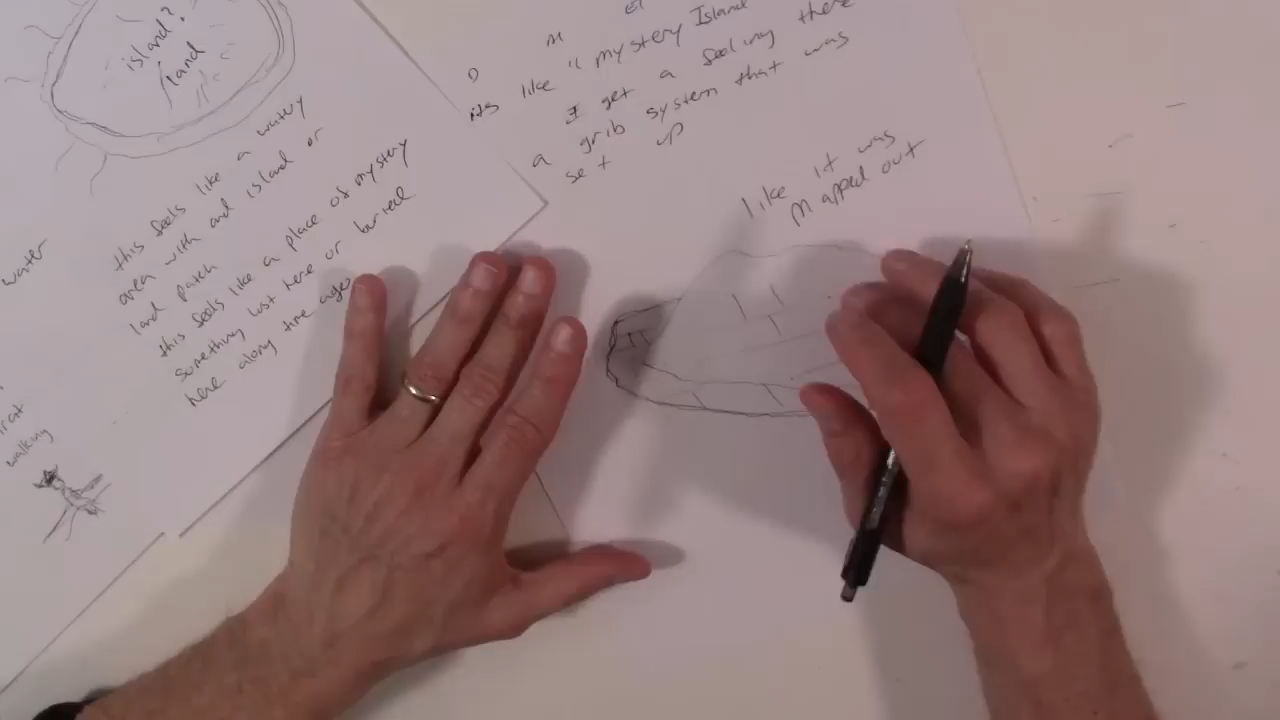 island?
land
this feels like a watery
area with and island or
land patch
this feels like a place of mystery
something lost here or buried
here along time ago
water
walking
D M EI
its like "mystery Island
I get a feeling there
a grib system that was
set up
like it was
mapped out